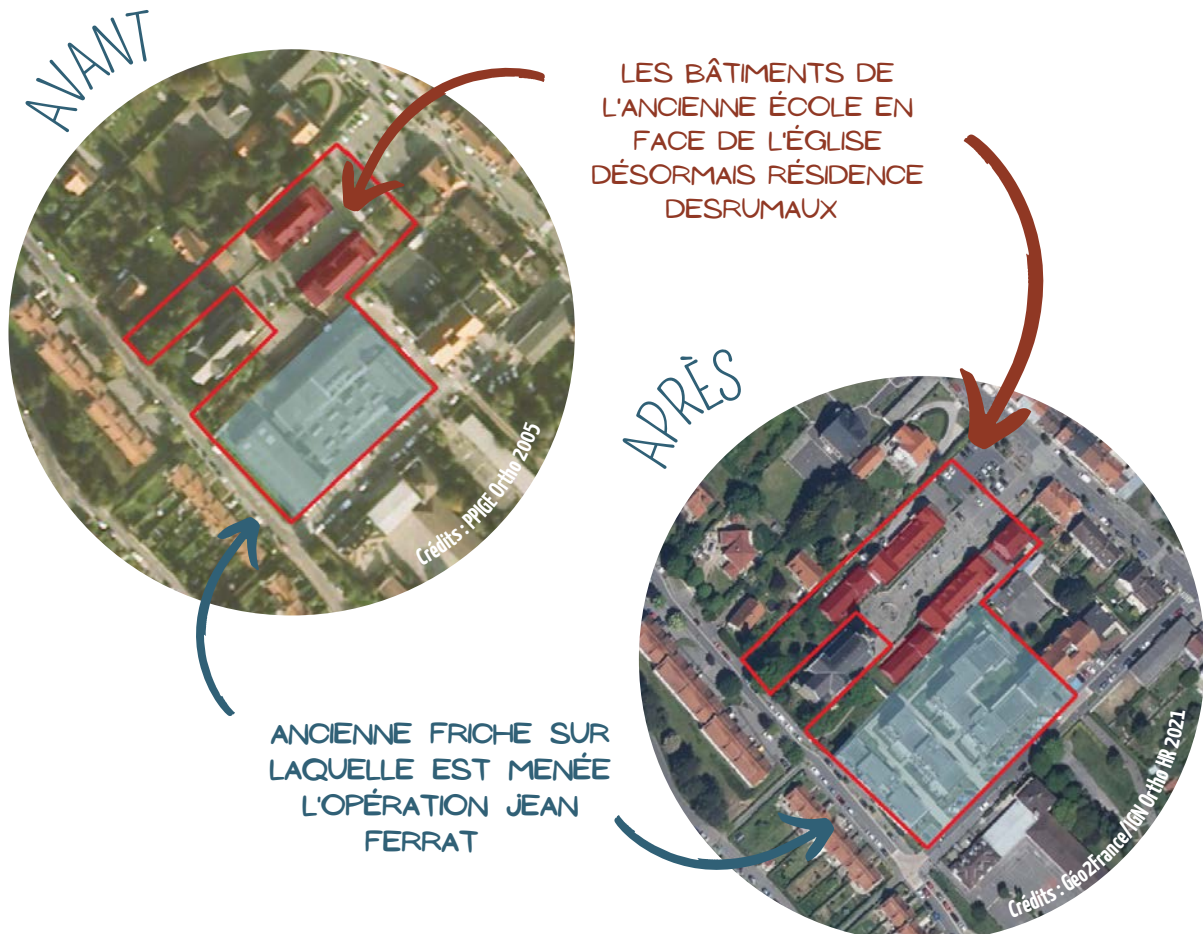 AVANT
LES BÂTIMENTS DE
L'ANCIENNE ÉCOLE EN
FACE DE L'ÉGLISE
DÉSORMAIS RÉSIDENCE
DESRUMAUX
Crédits : PPIGE Ortho 2005
APRÈS
ANCIENNE FRICHE SUR
LAQUELLE EST MENÉE
L'OPÉRATION JEAN
FERRAT
Crédits : Géo2France/IGN Ortho HR 2021